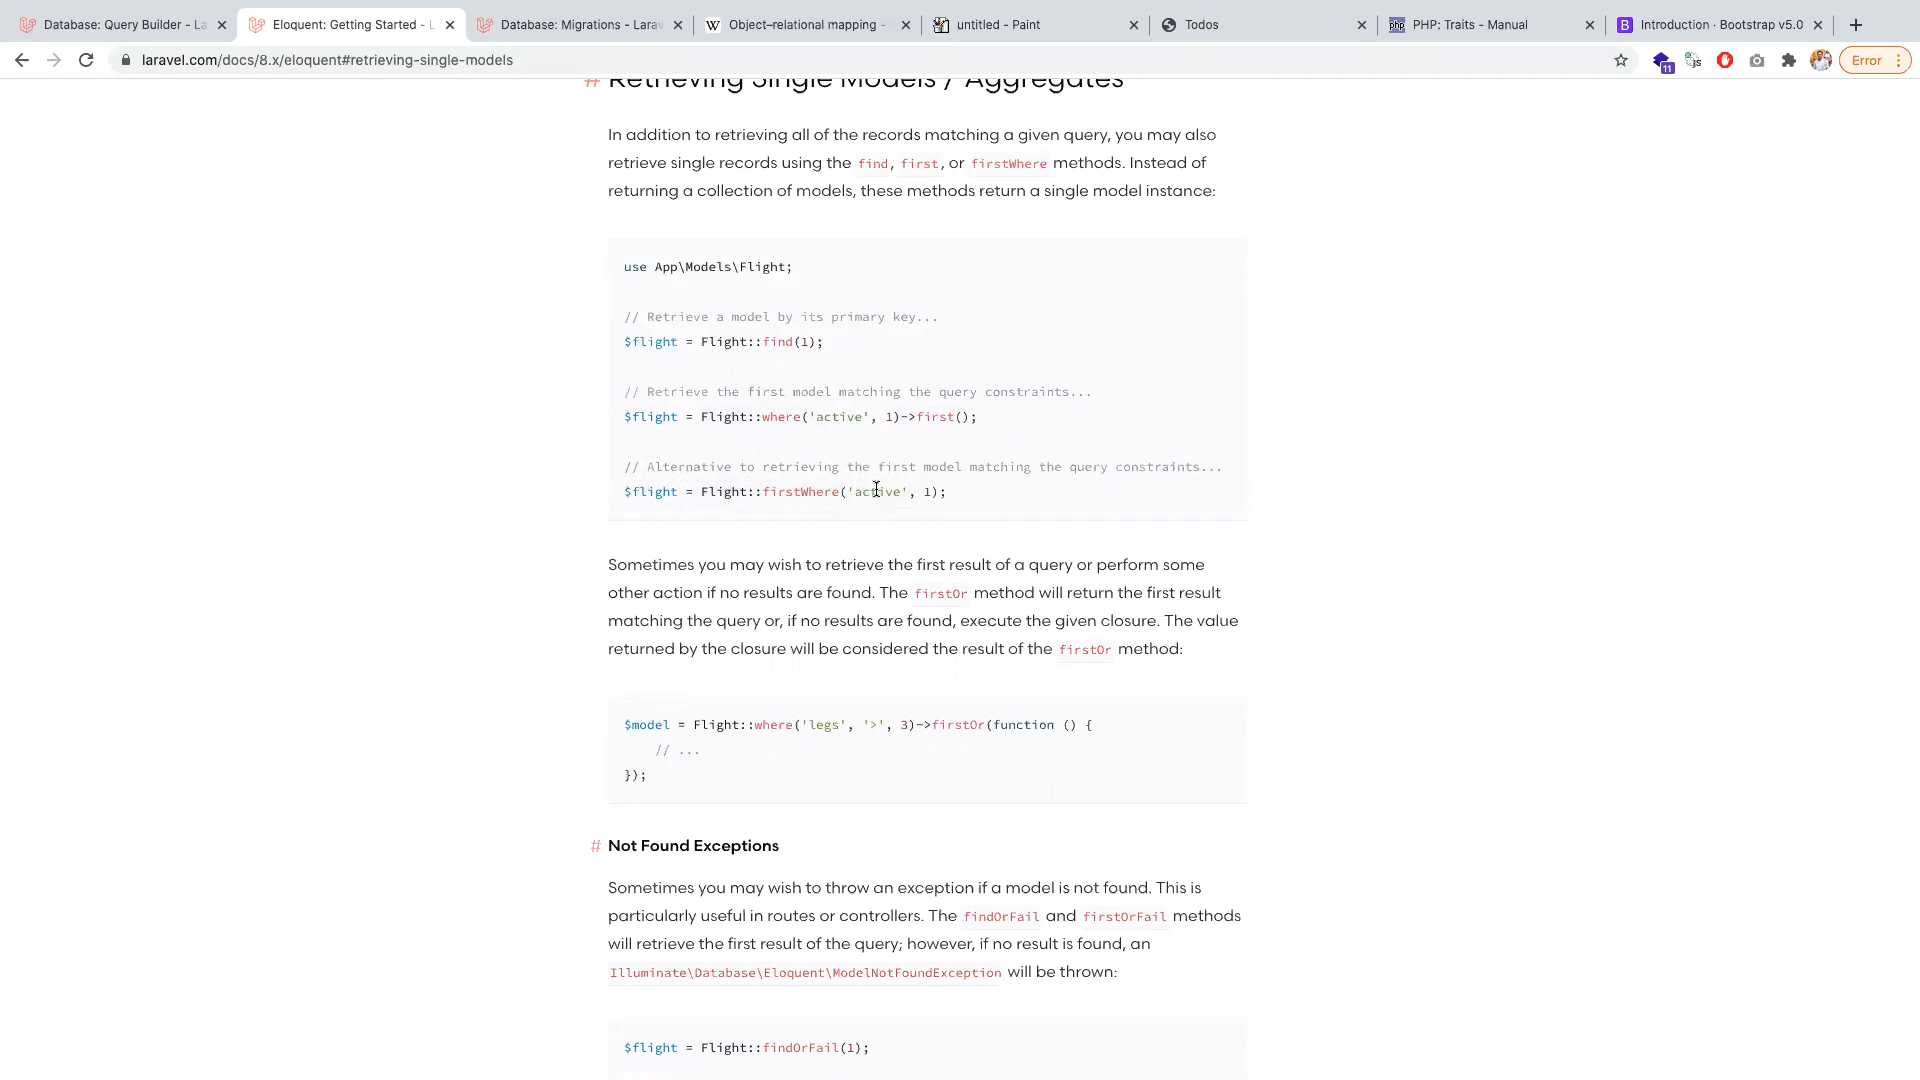 Database: Query Builder - La
Eloquent: Getting Started - L
Database: Migrations - Larav
Object–relational mapping -
untitled - Paint
Todos
PHP: Traits - Manual
Introduction · Bootstrap v5.0
laravel.com/docs/8.x/eloquent#retrieving-single-models
11
JS
Error
# Retrieving Single Models / Aggregates
In addition to retrieving all of the records matching a given query, you may also
retrieve single records using the find, first, or firstWhere methods. Instead of
returning a collection of models, these methods return a single model instance:
use App\Models\Flight;
// Retrieve a model by its primary key...
$flight = Flight::find(1);
// Retrieve the first model matching the query constraints...
$flight = Flight::where('active', 1)->first();
// Alternative to retrieving the first model matching the query constraints...
$flight = Flight::firstWhere('active', 1);
Sometimes you may wish to retrieve the first result of a query or perform some
other action if no results are found. The firstOr method will return the first result
matching the query or, if no results are found, execute the given closure. The value
returned by the closure will be considered the result of the firstOr method:
$model = Flight::where('legs', '>', 3)->firstOr(function () {
// ...
});
# Not Found Exceptions
Sometimes you may wish to throw an exception if a model is not found. This is
particularly useful in routes or controllers. The findOrFail and firstOrFail methods
will retrieve the first result of the query; however, if no result is found, an
Illuminate\Database\Eloquent\ModelNotFoundException will be thrown:
$flight = Flight::findOrFail(1);